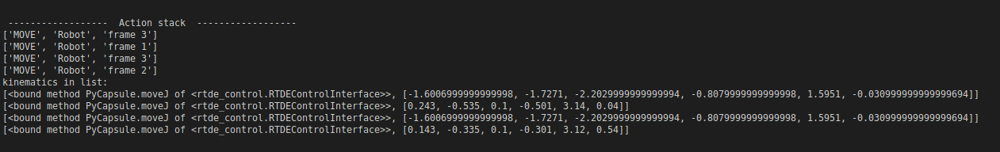 ------------------  Action stack  ------------------
['MOVE', 'Robot', 'frame 3']
['MOVE', 'Robot', 'frame 1']
['MOVE', 'Robot', 'frame 3']
['MOVE', 'Robot', 'frame 2']
kinematics in list:
[<bound method PyCapsule.moveJ of <rtde_control.RTDEControlInterface>>, [-1.6006999999999998, -1.7271, -2.2029999999999994, -0.8079999999999998, 1.5951, -0.030999999999999694]]
[<bound method PyCapsule.moveJ of <rtde_control.RTDEControlInterface>>, [0.243, -0.535, 0.1, -0.501, 3.14, 0.04]]
[<bound method PyCapsule.moveJ of <rtde_control.RTDEControlInterface>>, [-1.6006999999999998, -1.7271, -2.2029999999999994, -0.8079999999999998, 1.5951, -0.030999999999999694]]
[<bound method PyCapsule.moveJ of <rtde_control.RTDEControlInterface>>, [0.143, -0.335, 0.1, -0.301, 3.12, 0.54]]